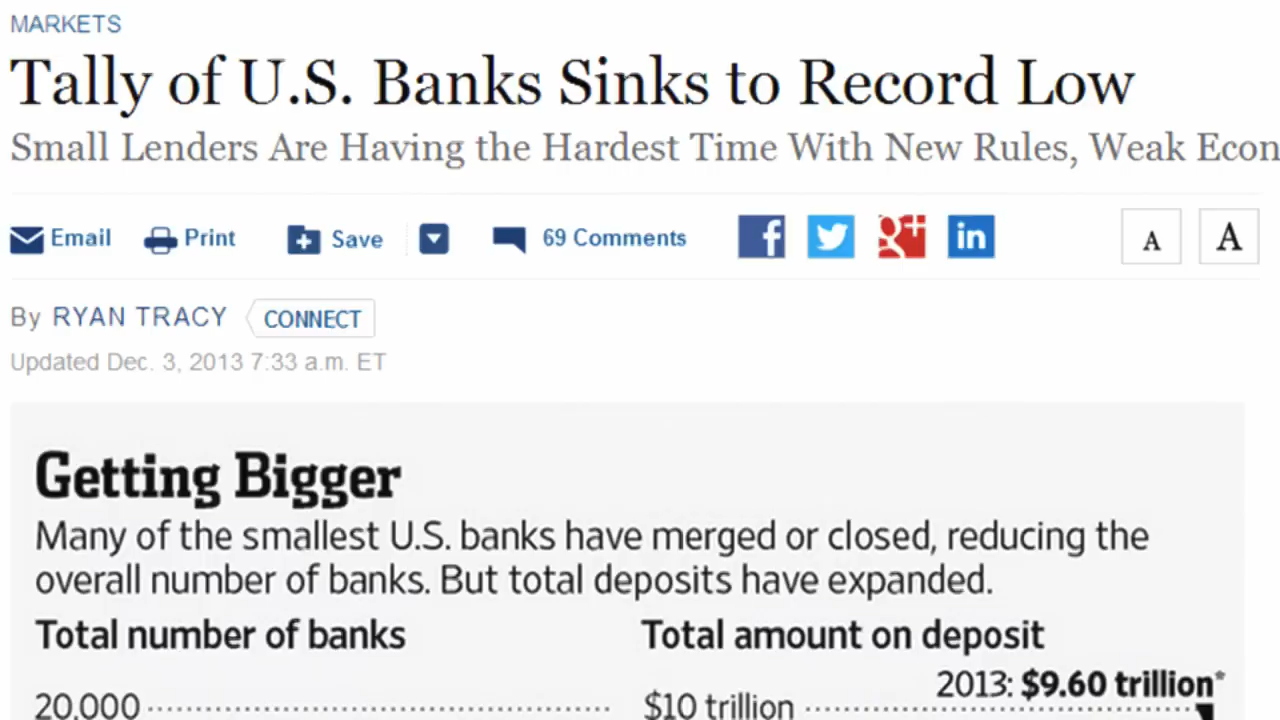 MARKETS
Tally of U.S. Banks Sinks to Record Low
Small Lenders Are Having the Hardest Time With New Rules, Weak Econ
Email Print Save 69 Comments f g+ in A A
By RYAN TRACY CONNECT
Updated Dec. 3, 2013 7:33 a.m. ET
Getting Bigger
Many of the smallest U.S. banks have merged or closed, reducing the
overall number of banks. But total deposits have expanded.
Total number of banks Total amount on deposit
2013: $9.60 trillion*
20,000 $10 trillion